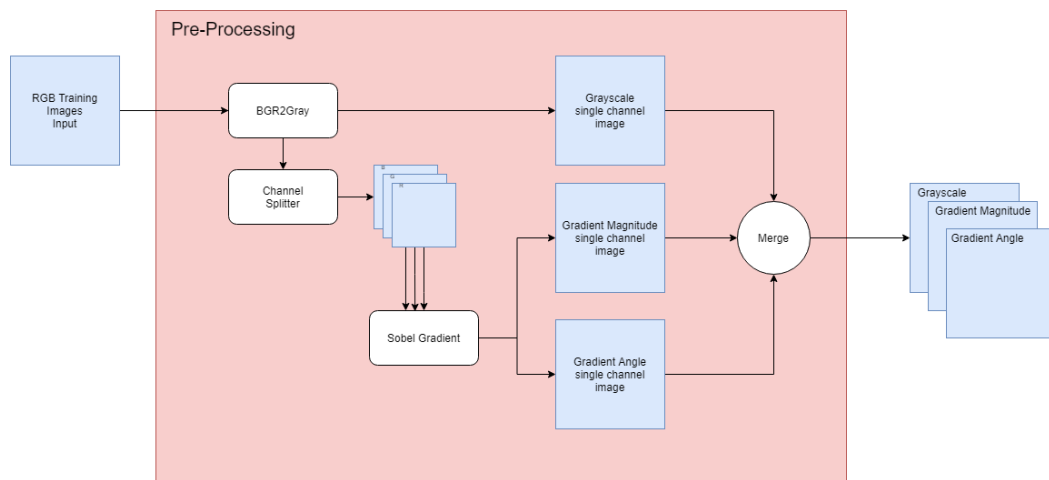 Pre-Processing
RGB Training
Images
Input
BGR2Gray
Grayscale
single channel
image
Channel
Splitter
Gradient Magnitude
single channel
image
Merge
Grayscale
Gradient Magnitude
Gradient Angle
Sobel Gradient
Gradient Angle
single channel
image